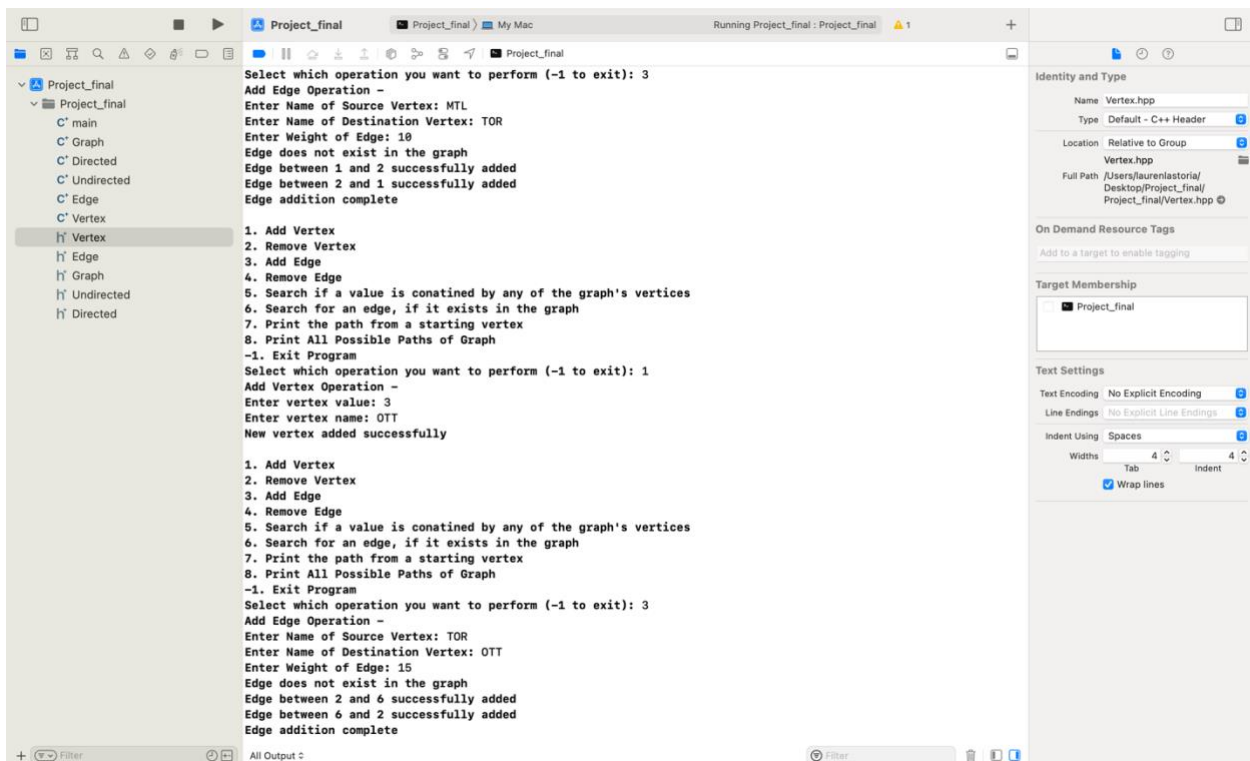 Project_final
Project_final 〉 My Mac
Running Project_final : Project_final
1
Project_final
Project_final
Project_final
main
Graph
Directed
Undirected
Edge
Vertex
Vertex
Edge
Graph
Undirected
Directed
Filter
Select which operation you want to perform (-1 to exit): 3
Add Edge Operation -
Enter Name of Source Vertex: MTL
Enter Name of Destination Vertex: TOR
Enter Weight of Edge: 10
Edge does not exist in the graph
Edge between 1 and 2 successfully added
Edge between 2 and 1 successfully added
Edge addition complete
1. Add Vertex
2. Remove Vertex
3. Add Edge
4. Remove Edge
5. Search if a value is conatined by any of the graph's vertices
6. Search for an edge, if it exists in the graph
7. Print the path from a starting vertex
8. Print All Possible Paths of Graph
-1. Exit Program
Select which operation you want to perform (-1 to exit): 1
Add Vertex Operation -
Enter vertex value: 3
Enter vertex name: OTT
New vertex added successfully
1. Add Vertex
2. Remove Vertex
3. Add Edge
4. Remove Edge
5. Search if a value is conatined by any of the graph's vertices
6. Search for an edge, if it exists in the graph
7. Print the path from a starting vertex
8. Print All Possible Paths of Graph
-1. Exit Program
Select which operation you want to perform (-1 to exit): 3
Add Edge Operation -
Enter Name of Source Vertex: TOR
Enter Name of Destination Vertex: OTT
Enter Weight of Edge: 15
Edge does not exist in the graph
Edge between 2 and 6 successfully added
Edge between 6 and 2 successfully added
Edge addition complete
All Output
Filter
Identity and Type
Name Vertex.hpp
Type Default - C++ Header
Location Relative to Group
Vertex.hpp
Full Path /Users/laurenlastoria/
Desktop/Project_final/
Project_final/Vertex.hpp
On Demand Resource Tags
Add to a target to enable tagging
Target Membership
Project_final
Text Settings
Text Encoding No Explicit Encoding
Line Endings No Explicit Line Endings
Indent Using Spaces
Widths 4 4
Tab Indent
Wrap lines